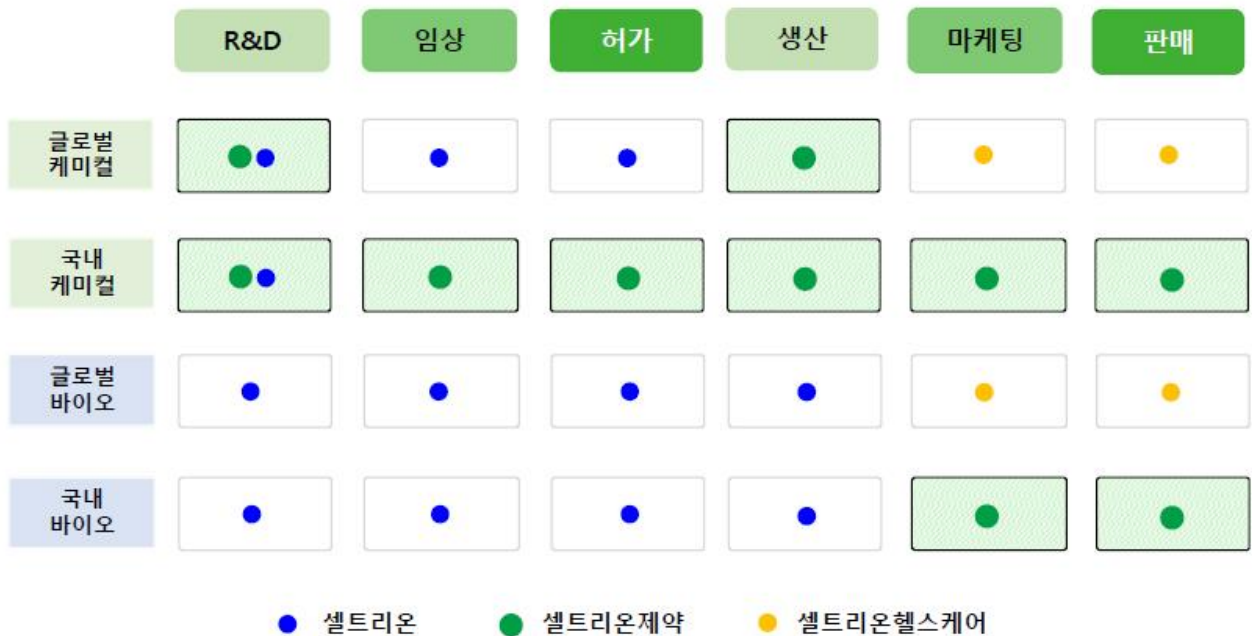 R&D 임상 허가 생산 마케팅 판매
글로벌
케미컬
국내
케미컬
글로벌
바이오
국내
바이오
셀트리온 셀트리온제약 셀트리온헬스케어